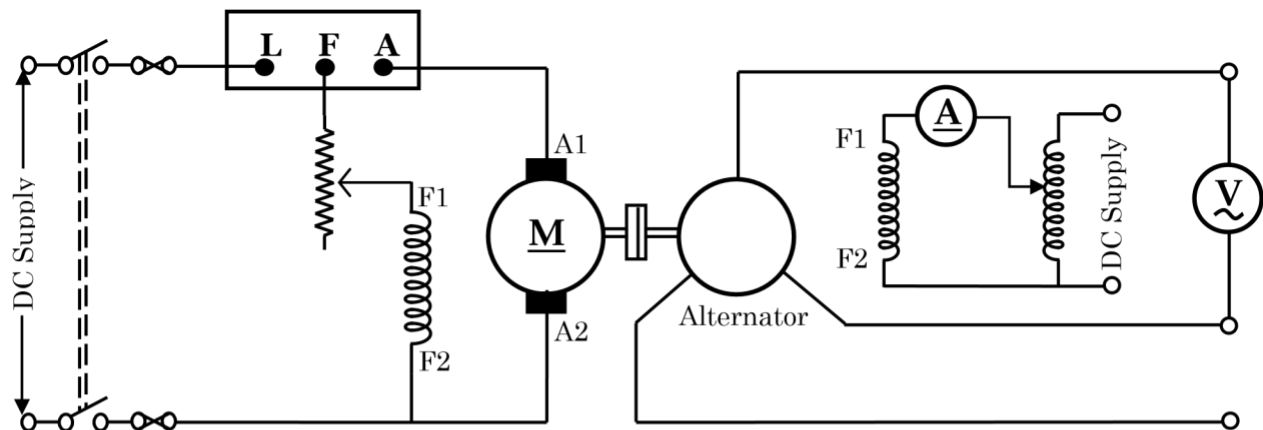 L F A
DC Supply
F1
F2
A1
M
A2
Alternator
F1
F2
A
DC Supply
V
~